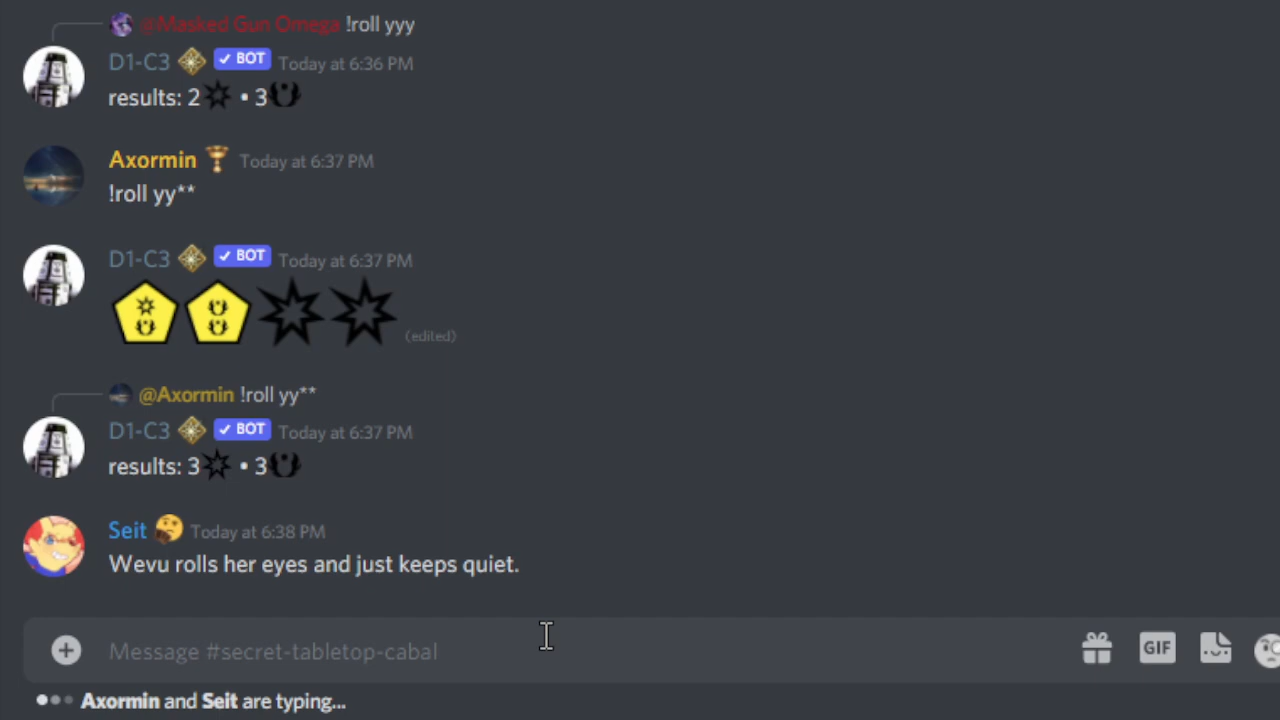 @Masked Gun Omega !roll yyy
D1-C3 BOT Today at 6:36 PM
results: 2 • 3
Axormin Today at 6:37 PM
!roll yy**
D1-C3 BOT Today at 6:37 PM
(edited)
@Axormin !roll yy**
D1-C3 BOT Today at 6:37 PM
results: 3 • 3
Seit Today at 6:38 PM
Wevu rolls her eyes and just keeps quiet.
Message #secret-tabletop-cabal GIF
Axormin and Seit are typing...